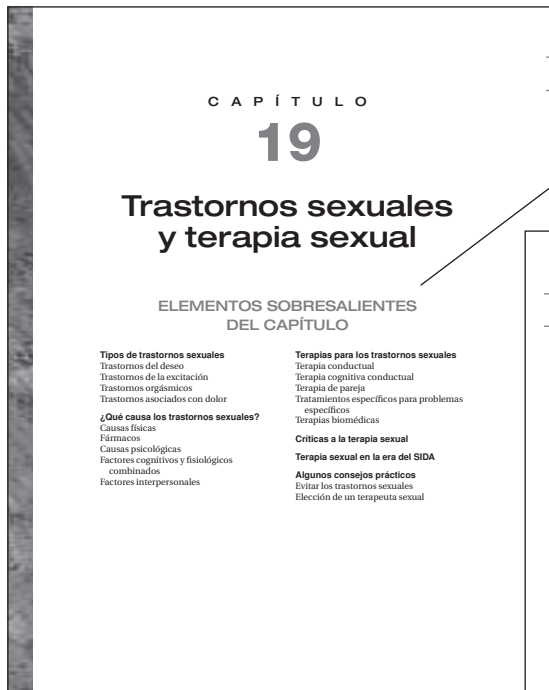 CAPÍTULO
19
Trastornos sexuales
y terapia sexual
ELEMENTOS SOBRESALIENTES
DEL CAPÍTULO
Tipos de trastornos sexuales
Trastornos del deseo
Trastornos de la excitación
Trastornos orgásmicos
Trastornos asociados con dolor
¿Qué causa los trastornos sexuales?
Causas físicas
Fármacos
Causas psicológicas
Factores cognitivos y fisiológicos
combinados
Factores interpersonales
Terapias para los trastornos sexuales
Terapia conductual
Terapia cognitiva conductual
Terapia de pareja
Tratamientos específicos para problemas
específicos
Terapias biomédicas
Críticas a la terapia sexual
Terapia sexual en la era del SIDA
Algunos consejos prácticos
Evitar los trastornos sexuales
Elección de un terapeuta sexual